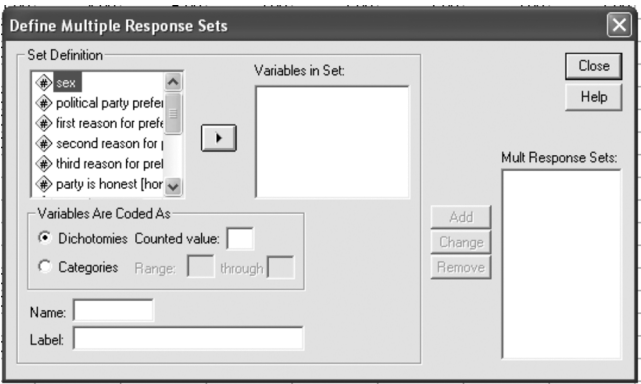 Define Multiple Response Sets
Set Definition
sex
political party prefer
first reason for prefe
second reason for p
third reason for pref
party is honest [hor
Variables in Set:
Close
Help
Mult Response Sets:
Variables Are Coded As
Dichotomies Counted value:
Categories Range: through
Add
Change
Remove
Name:
Label: